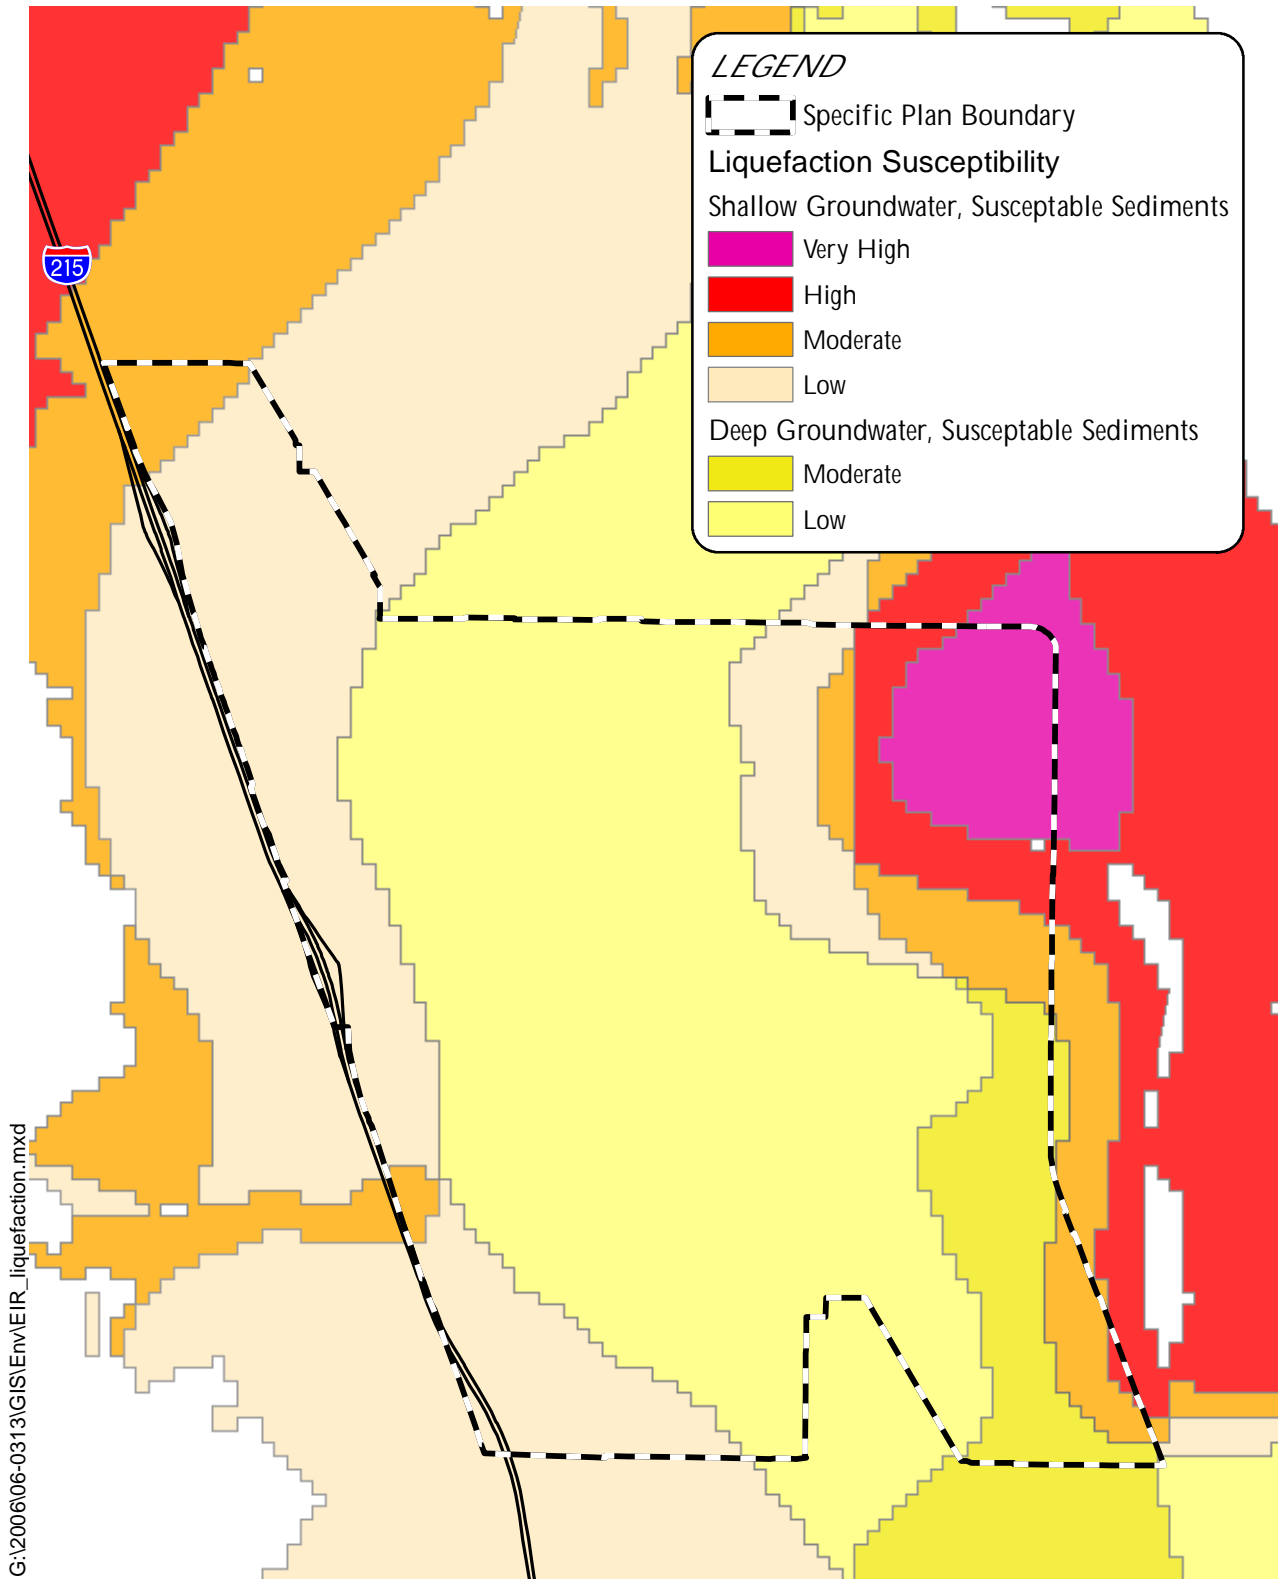 LEGEND
Specific Plan Boundary
Liquefaction Susceptibility
Shallow Groundwater, Susceptable Sediments
Very High
High
Moderate
Low
Deep Groundwater, Susceptable Sediments
Moderate
Low
215
G:\2006\06-0313\GIS\Env\EIR_liquefaction.mxd